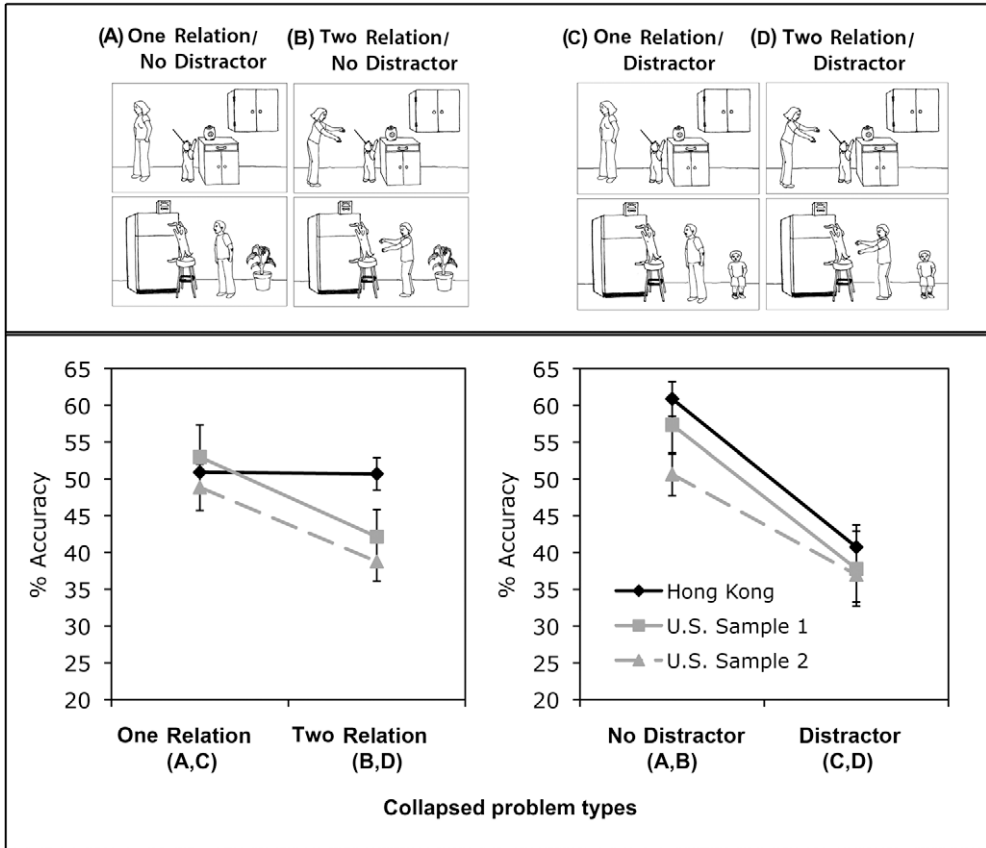 (A) One Relation/
No Distractor
(B) Two Relation/
No Distractor
(C) One Relation/
Distractor
(D) Two Relation/
Distractor
% Accuracy
65
60
55
50
45
40
35
30
25
20
One Relation
(A,C)
Two Relation
(B,D)
% Accuracy
65
60
55
50
45
40
35
30
25
20
Hong Kong
U.S. Sample 1
U.S. Sample 2
No Distractor
(A,B)
Distractor
(C,D)
Collapsed problem types